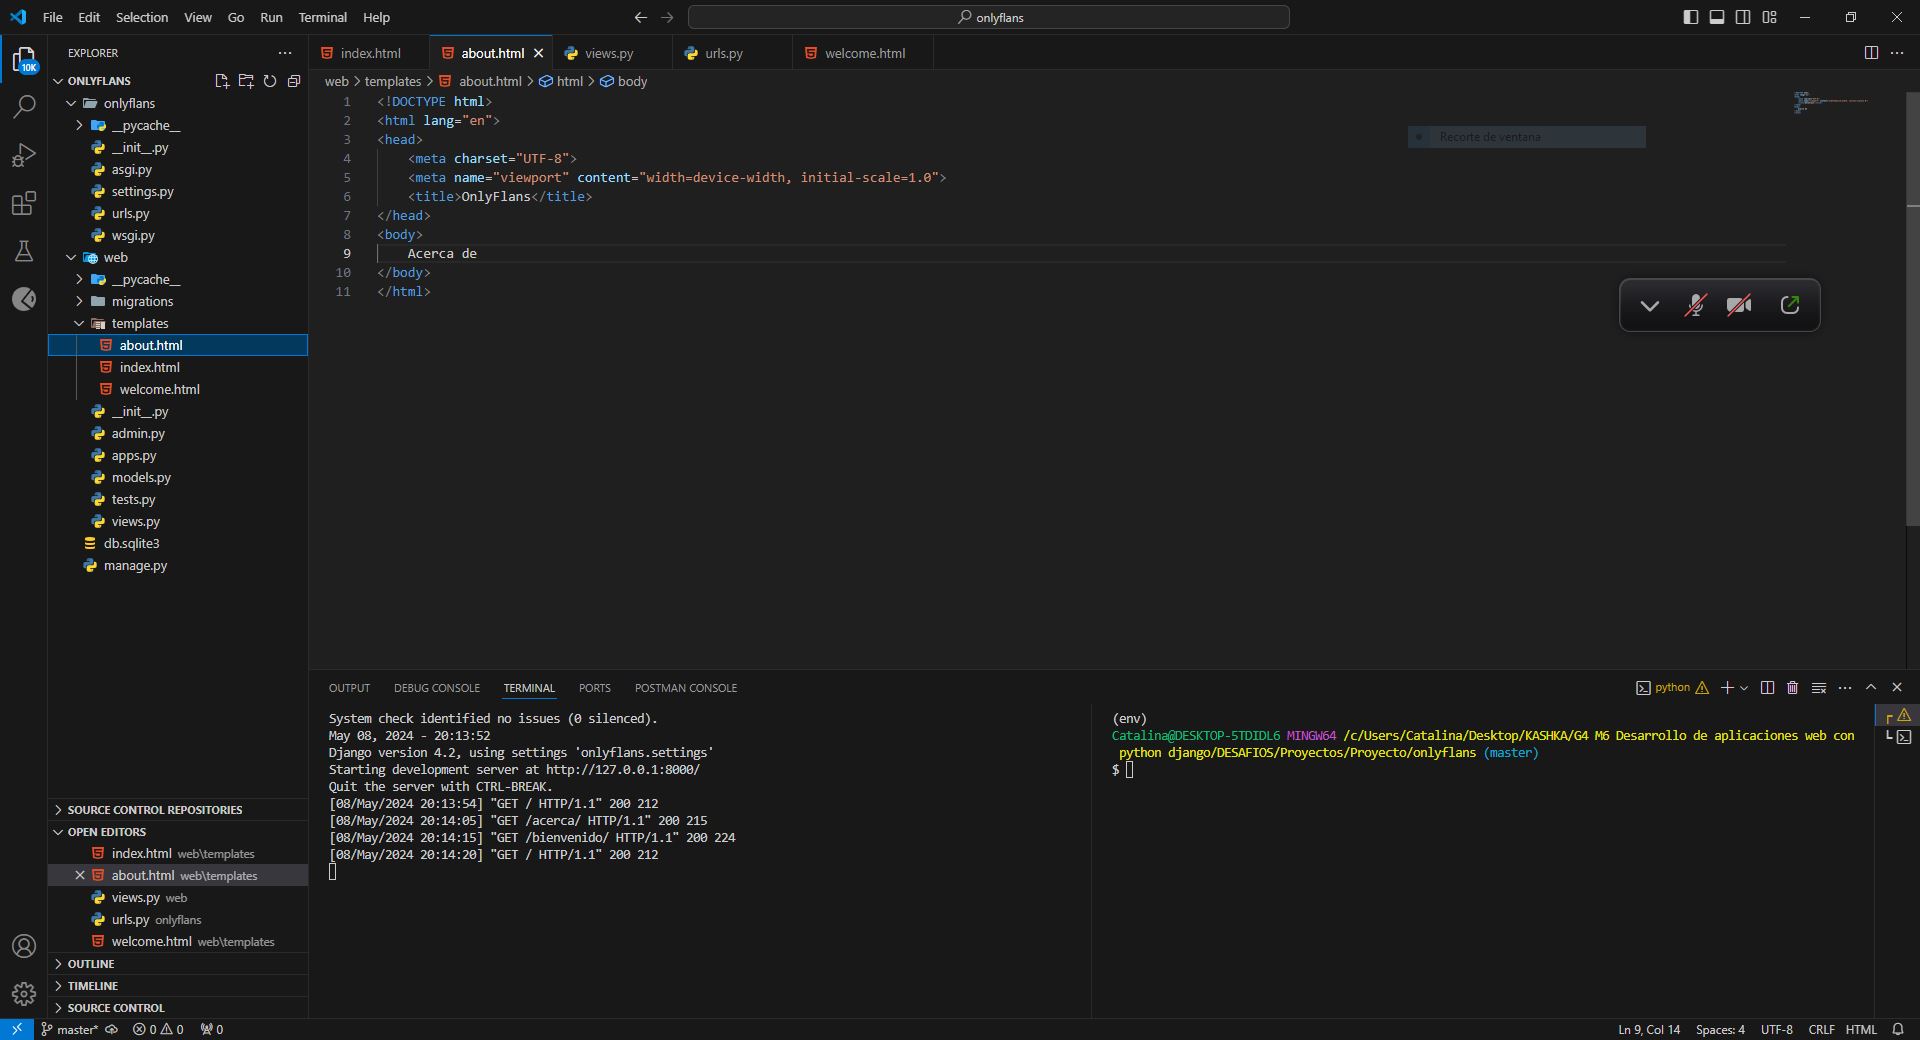 File Edit Selection View Go Run Terminal Help
onlyflans
10K
EXPLORER
index.html
about.html
views.py
urls.py
welcome.html
ONLYFLANS
web > templates > about.html > html > body
onlyflans
__pycache__
__init__.py
asgi.py
settings.py
urls.py
wsgi.py
web
__pycache__
migrations
templates
about.html
index.html
welcome.html
__init__.py
admin.py
apps.py
models.py
tests.py
views.py
db.sqlite3
manage.py
1 <!DOCTYPE html>
2 <html lang="en">
3 <head>
4 <meta charset="UTF-8">
5 <meta name="viewport" content="width=device-width, initial-scale=1.0">
6 <title>OnlyFlans</title>
7 </head>
8 <body>
9 Acerca de
10 </body>
11 </html>
Recorte de ventana
OUTPUT DEBUG CONSOLE TERMINAL PORTS POSTMAN CONSOLE
python
System check identified no issues (0 silenced).
May 08, 2024 - 20:13:52
Django version 4.2, using settings 'onlyflans.settings'
Starting development server at http://127.0.0.1:8000/
Quit the server with CTRL-BREAK.
[08/May/2024 20:13:54] "GET / HTTP/1.1" 200 212
[08/May/2024 20:14:05] "GET /acerca/ HTTP/1.1" 200 215
[08/May/2024 20:14:15] "GET /bienvenido/ HTTP/1.1" 200 224
[08/May/2024 20:14:20] "GET / HTTP/1.1" 200 212
(env)
Catalina@DESKTOP-5TDIDL6 MINGW64 /c/Users/Catalina/Desktop/KASHKA/G4 M6 Desarrollo de aplicaciones web con
python django/DESAFIOS/Proyectos/Proyecto/onlyflans (master)
$
SOURCE CONTROL REPOSITORIES
OPEN EDITORS
index.html web\templates
about.html web\templates
views.py web
urls.py onlyflans
welcome.html web\templates
OUTLINE
TIMELINE
SOURCE CONTROL
master* 0 0 0
Ln 9, Col 14 Spaces: 4 UTF-8 CRLF HTML